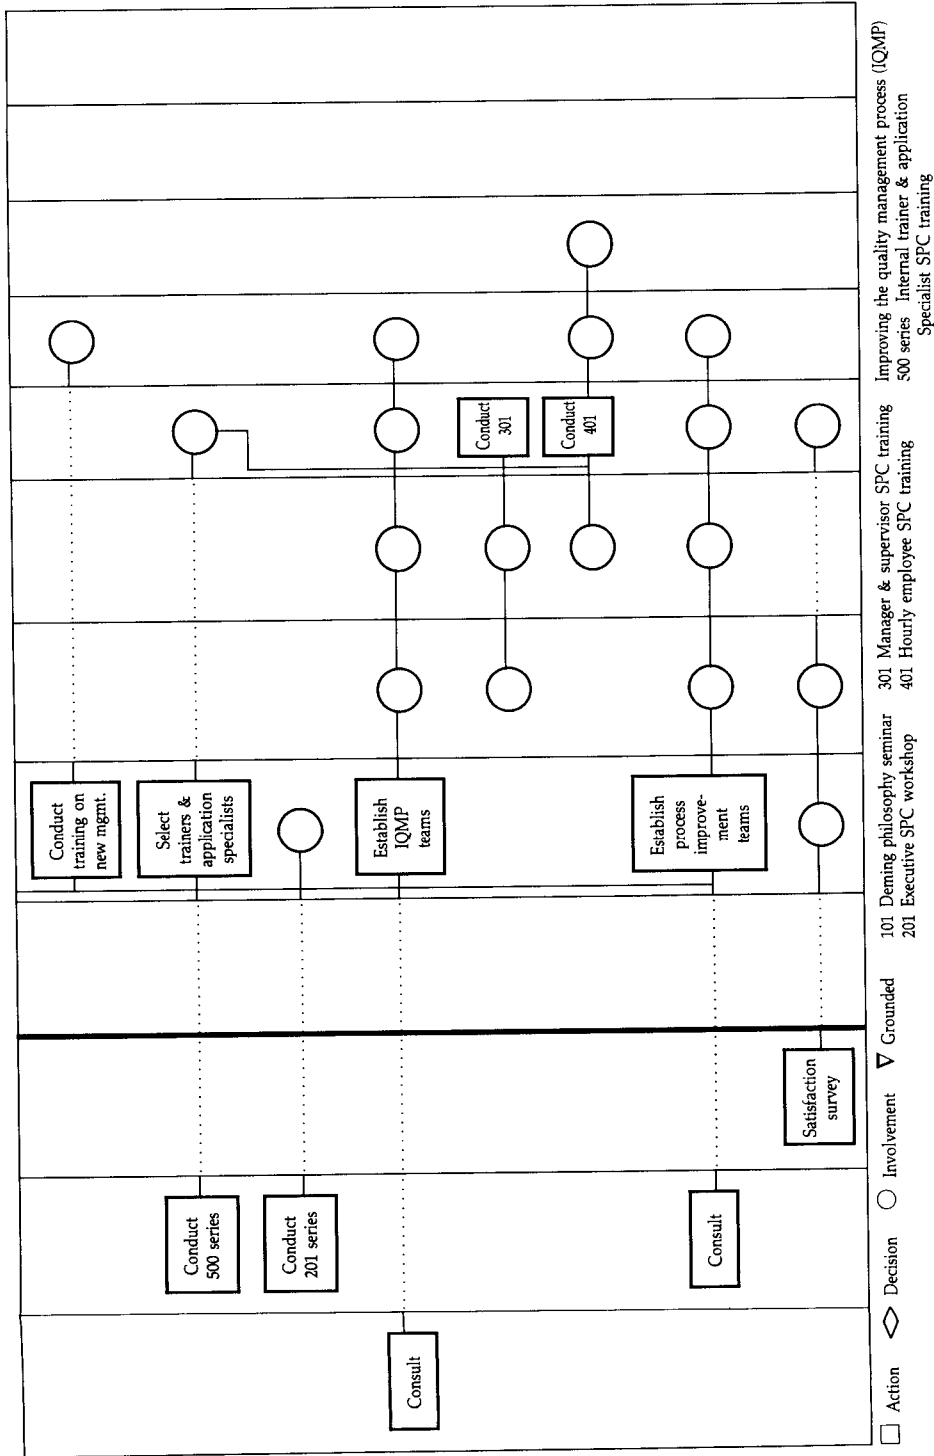 Conduct
training on
new mgmt.
Conduct
500 series
Select
trainers &
application
specialists
Conduct
201 series
Consult
Establish
IQMP
teams
Conduct
301
Conduct
401
Consult
Establish
process
improve-
ment
teams
Satisfaction
survey
Action
Decision
Involvement
Grounded
101 Deming philosophy seminar
201 Executive SPC workshop
301 Manager & supervisor SPC training
401 Hourly employee SPC training
Improving the quality management process (IQMP)
500 series Internal trainer & application
Specialist SPC training